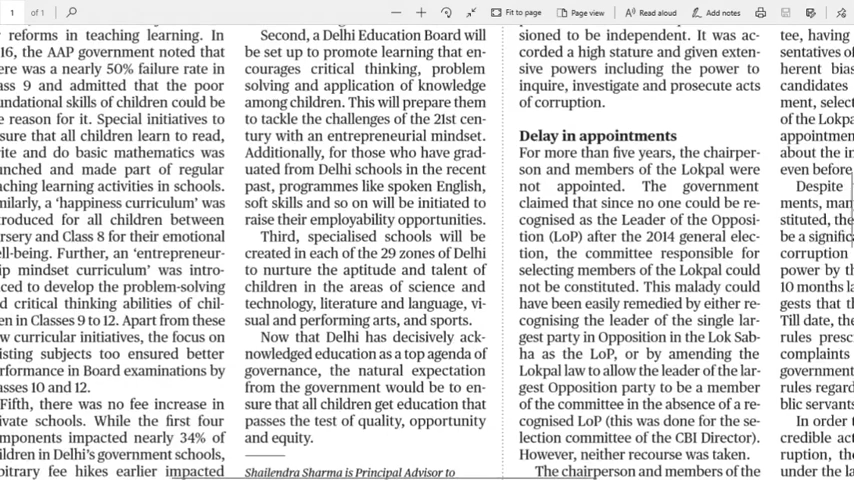 1 of 1
Fit to page
Page view
Read aloud
Add notes
reforms in teaching learning. In
16, the AAP government noted that
ere was a nearly 50% failure rate in
ass 9 and admitted that the poor
undational skills of children could be
e reason for it. Special initiatives to
sure that all children learn to read,
ite and do basic mathematics was
unched and made part of regular
aching learning activities in schools.
milarly, a ‘happiness curriculum’ was
troduced for all children between
rsery and Class 8 for their emotional
ell-being. Further, an ‘entrepreneur-
ip mindset curriculum’ was intro-
ced to develop the problem-solving
d critical thinking abilities of chil-
en in Classes 9 to 12. Apart from these
w curricular initiatives, the focus on
isting subjects too ensured better
rformance in Board examinations by
asses 10 and 12.
Fifth, there was no fee increase in
ivate schools. While the first four
mponents impacted nearly 34% of
ildren in Delhi’s government schools,
bitrary fee hikes earlier impacted
Second, a Delhi Education Board will
be set up to promote learning that en-
courages critical thinking, problem
solving and application of knowledge
among children. This will prepare them
to tackle the challenges of the 21st cen-
tury with an entrepreneurial mindset.
Additionally, for those who have grad-
uated from Delhi schools in the recent
past, programmes like spoken English,
soft skills and so on will be initiated to
raise their employability opportunities.
Third, specialised schools will be
created in each of the 29 zones of Delhi
to nurture the aptitude and talent of
children in the areas of science and
technology, literature and language, vi-
sual and performing arts, and sports.
Now that Delhi has decisively ack-
nowledged education as a top agenda of
governance, the natural expectation
from the government would be to en-
sure that all children get education that
passes the test of quality, opportunity
and equity.
Shailendra Sharma is Principal Advisor to
sioned to be independent. It was ac-
corded a high stature and given exten-
sive powers including the power to
inquire, investigate and prosecute acts
of corruption.
Delay in appointments
For more than five years, the chairper-
son and members of the Lokpal were
not appointed. The government
claimed that since no one could be re-
cognised as the Leader of the Opposi-
tion (LoP) after the 2014 general elec-
tion, the committee responsible for
selecting members of the Lokpal could
not be constituted. This malady could
have been easily remedied by either re-
cognising the leader of the single lar-
gest party in Opposition in the Lok Sab-
ha as the LoP, or by amending the
Lokpal law to allow the leader of the lar-
gest Opposition party to be a member
of the committee in the absence of a re-
cognised LoP (this was done for the se-
lection committee of the CBI Director).
However, neither recourse was taken.
The chairperson and members of the
tee, having
sentatives of
herent bias
candidates
ment, select
of the Lokpa
appointmen
about the in
even before
Despite
ments, man
stituted, the
be a signific
corruption
power by th
10 months la
gests that th
Till date, the
rules presc
complaints
government
rules regard
blic servants
In order t
credible act
ruption, the
under the la